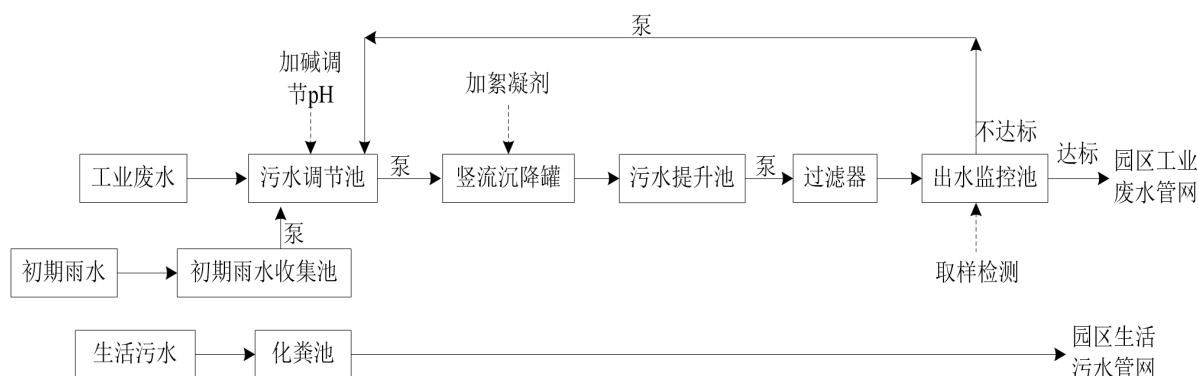 泵
加碱调
节pH
加絮凝剂
不达标
达标
工业废水
污水调节池
泵
竖流沉降罐
污水提升池
泵
过滤器
出水监控池
园区工业
废水管网
泵
初期雨水
初期雨水收集池
取样检测
生活污水
化粪池
园区生活
污水管网